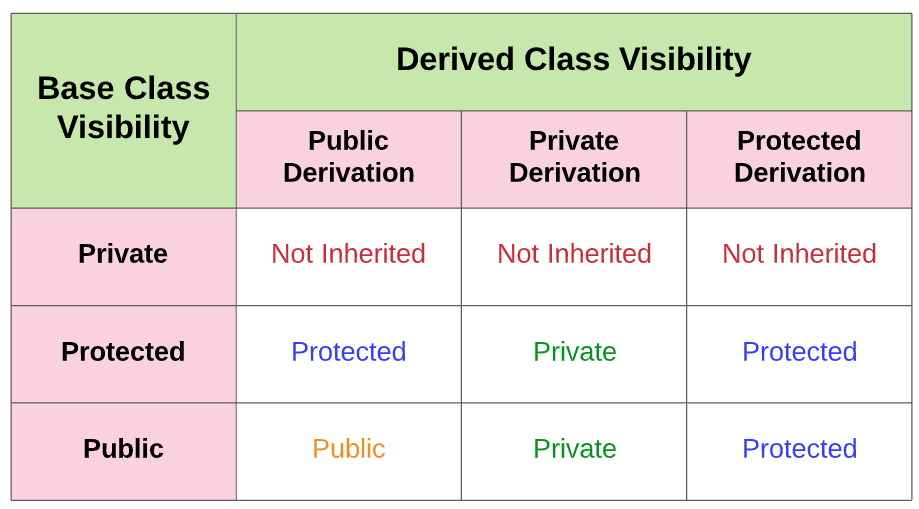 Base Class
Visibility
Derived Class Visibility
Public
Derivation
Private
Derivation
Protected
Derivation
Private
Not Inherited
Not Inherited
Not Inherited
Protected
Protected
Private
Protected
Public
Public
Private
Protected